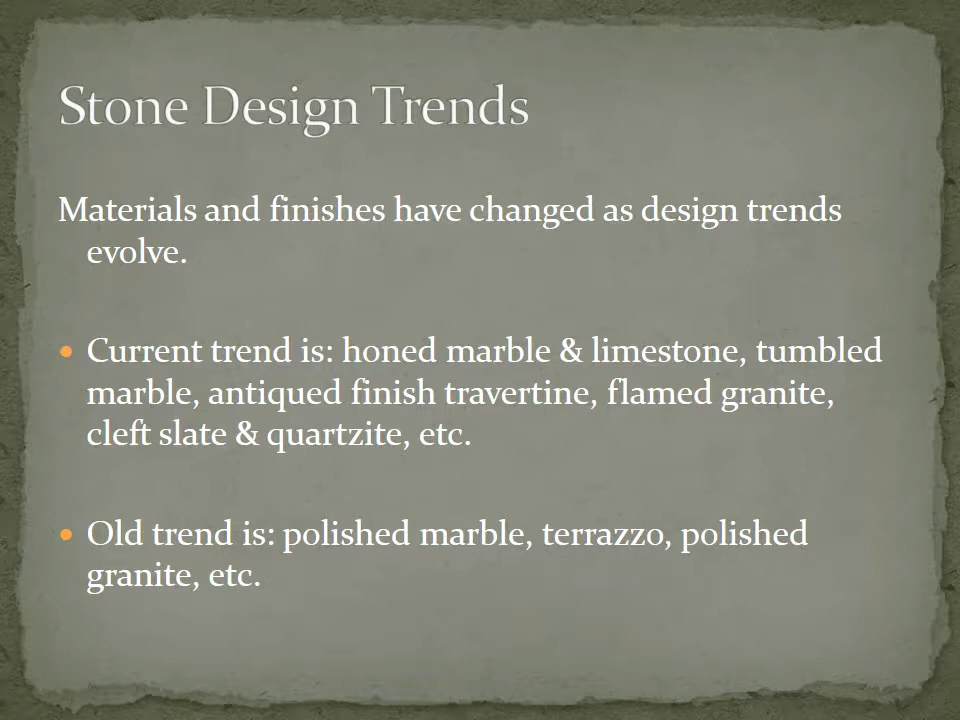 Stone Design Trends
Materials and finishes have changed as design trends
evolve.
• Current trend is: honed marble & limestone, tumbled
marble, antiqued finish travertine, flamed granite,
cleft slate & quartzite, etc.
• Old trend is: polished marble, terrazzo, polished
granite, etc.